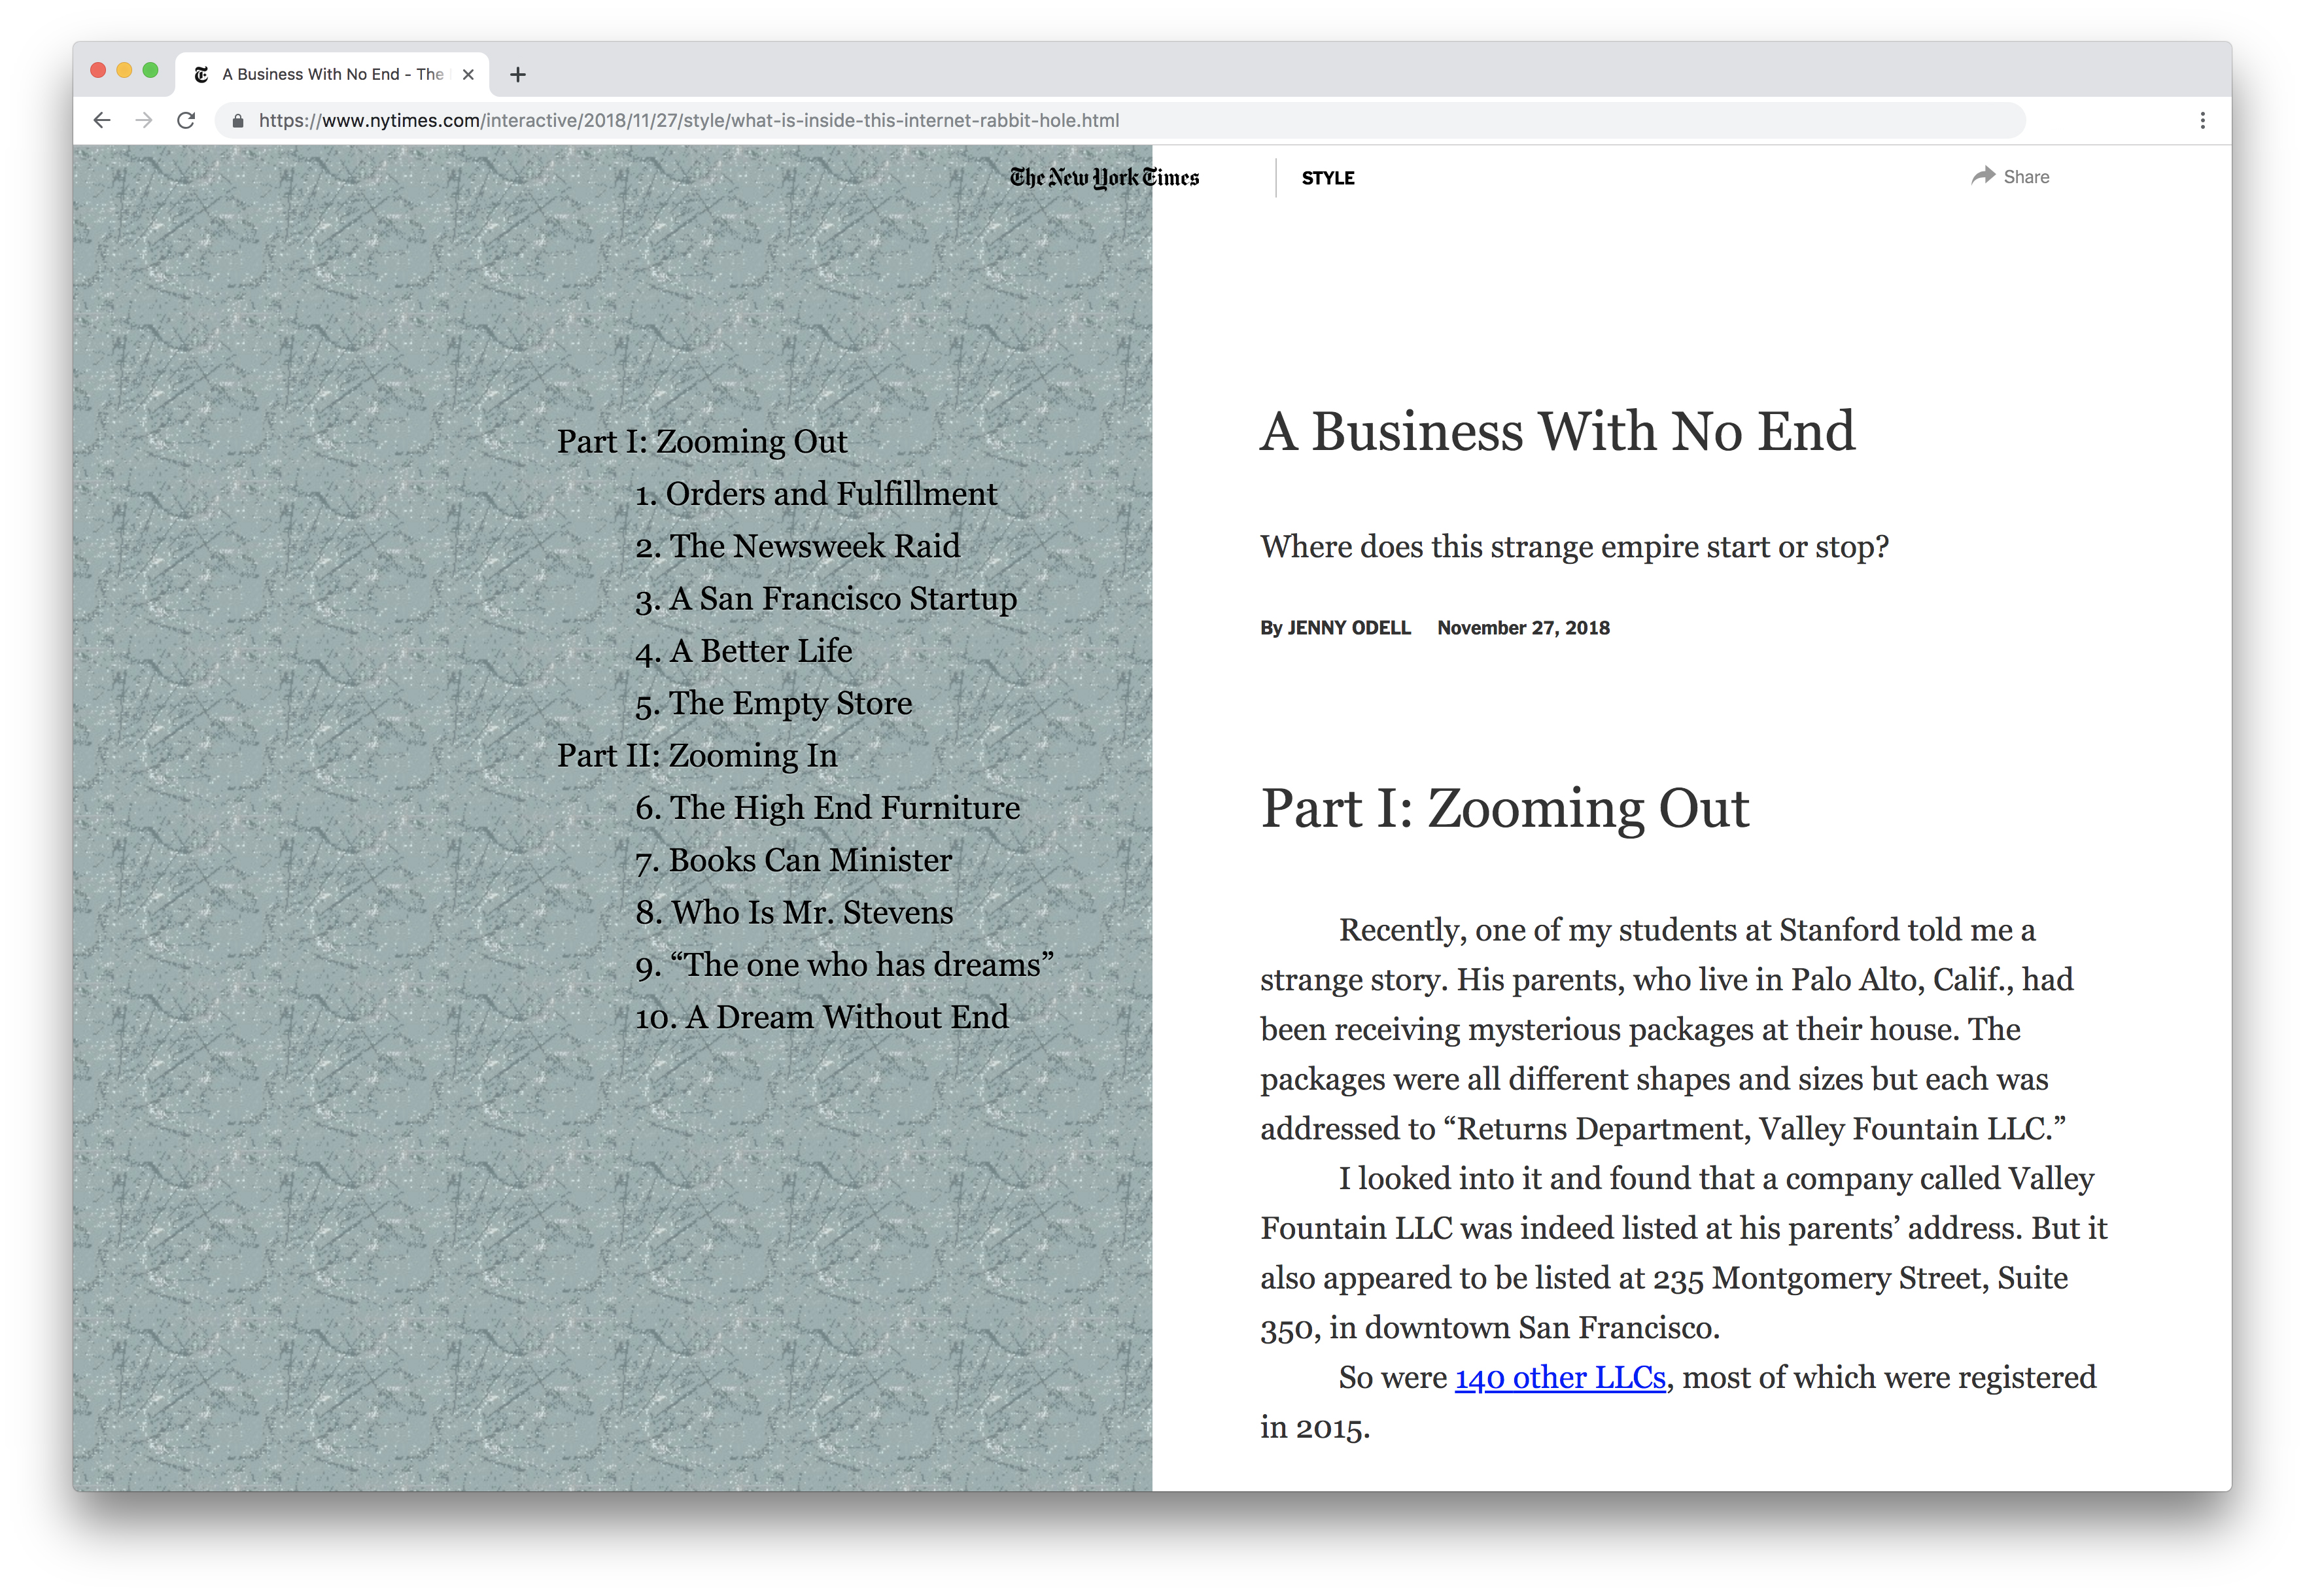 A Business With No End - The
https://www.nytimes.com/interactive/2018/11/27/style/what-is-inside-this-internet-rabbit-hole.html
The New York Times
STYLE
Share
Part I: Zooming Out
1. Orders and Fulfillment
2. The Newsweek Raid
3. A San Francisco Startup
4. A Better Life
5. The Empty Store
Part II: Zooming In
6. The High End Furniture
7. Books Can Minister
8. Who Is Mr. Stevens
9. “The one who has dreams”
10. A Dream Without End
A Business With No End
Where does this strange empire start or stop?
By JENNY ODELL November 27, 2018
Part I: Zooming Out
Recently, one of my students at Stanford told me a
strange story. His parents, who live in Palo Alto, Calif., had
been receiving mysterious packages at their house. The
packages were all different shapes and sizes but each was
addressed to “Returns Department, Valley Fountain LLC.”
I looked into it and found that a company called Valley
Fountain LLC was indeed listed at his parents’ address. But it
also appeared to be listed at 235 Montgomery Street, Suite
350, in downtown San Francisco.
So were 140 other LLCs, most of which were registered
in 2015.